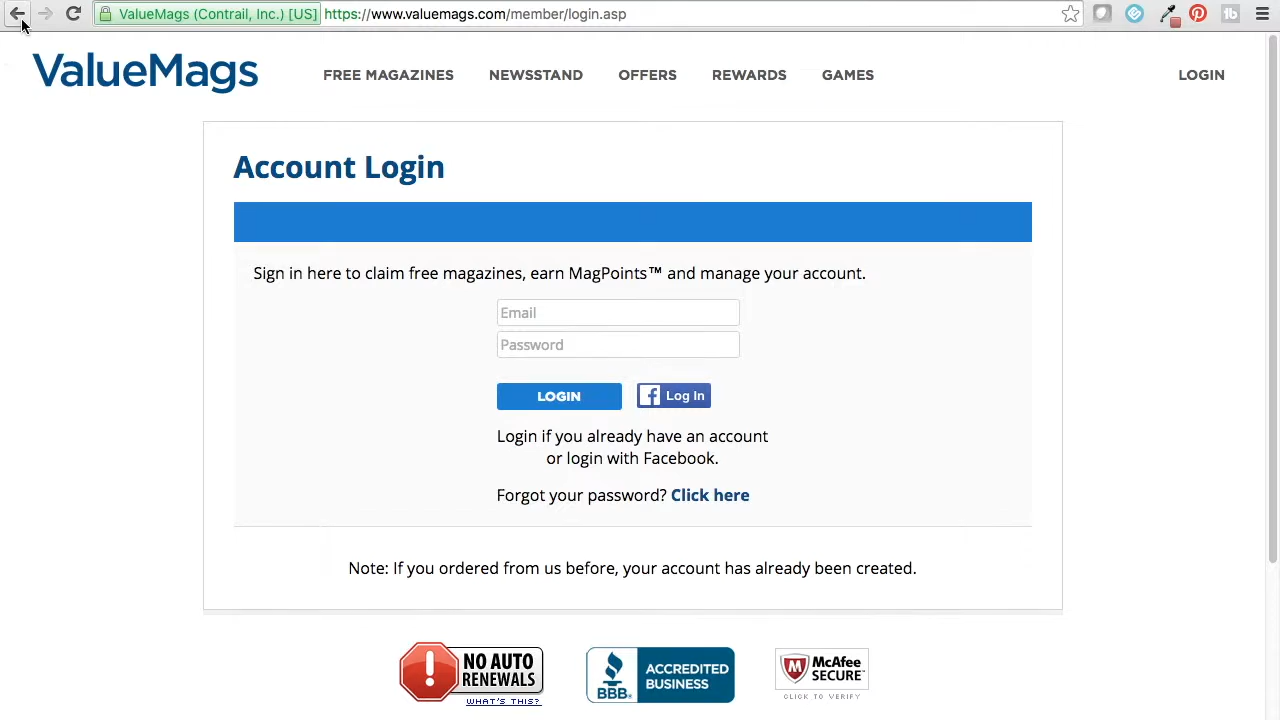 ValueMags (Contrail, Inc.) [US] https://www.valuemags.com/member/login.asp
ValueMags FREE MAGAZINES NEWSSTAND OFFERS REWARDS GAMES LOGIN
Account Login
Sign in here to claim free magazines, earn MagPoints™ and manage your account.
Email
Password
LOGIN Log In
Login if you already have an account
or login with Facebook.
Forgot your password? Click here
Note: If you ordered from us before, your account has already been created.
NO AUTO
RENEWALS
WHAT'S THIS?
BBB.
ACCREDITED
BUSINESS
McAfee
SECURE™
CLICK TO VERIFY